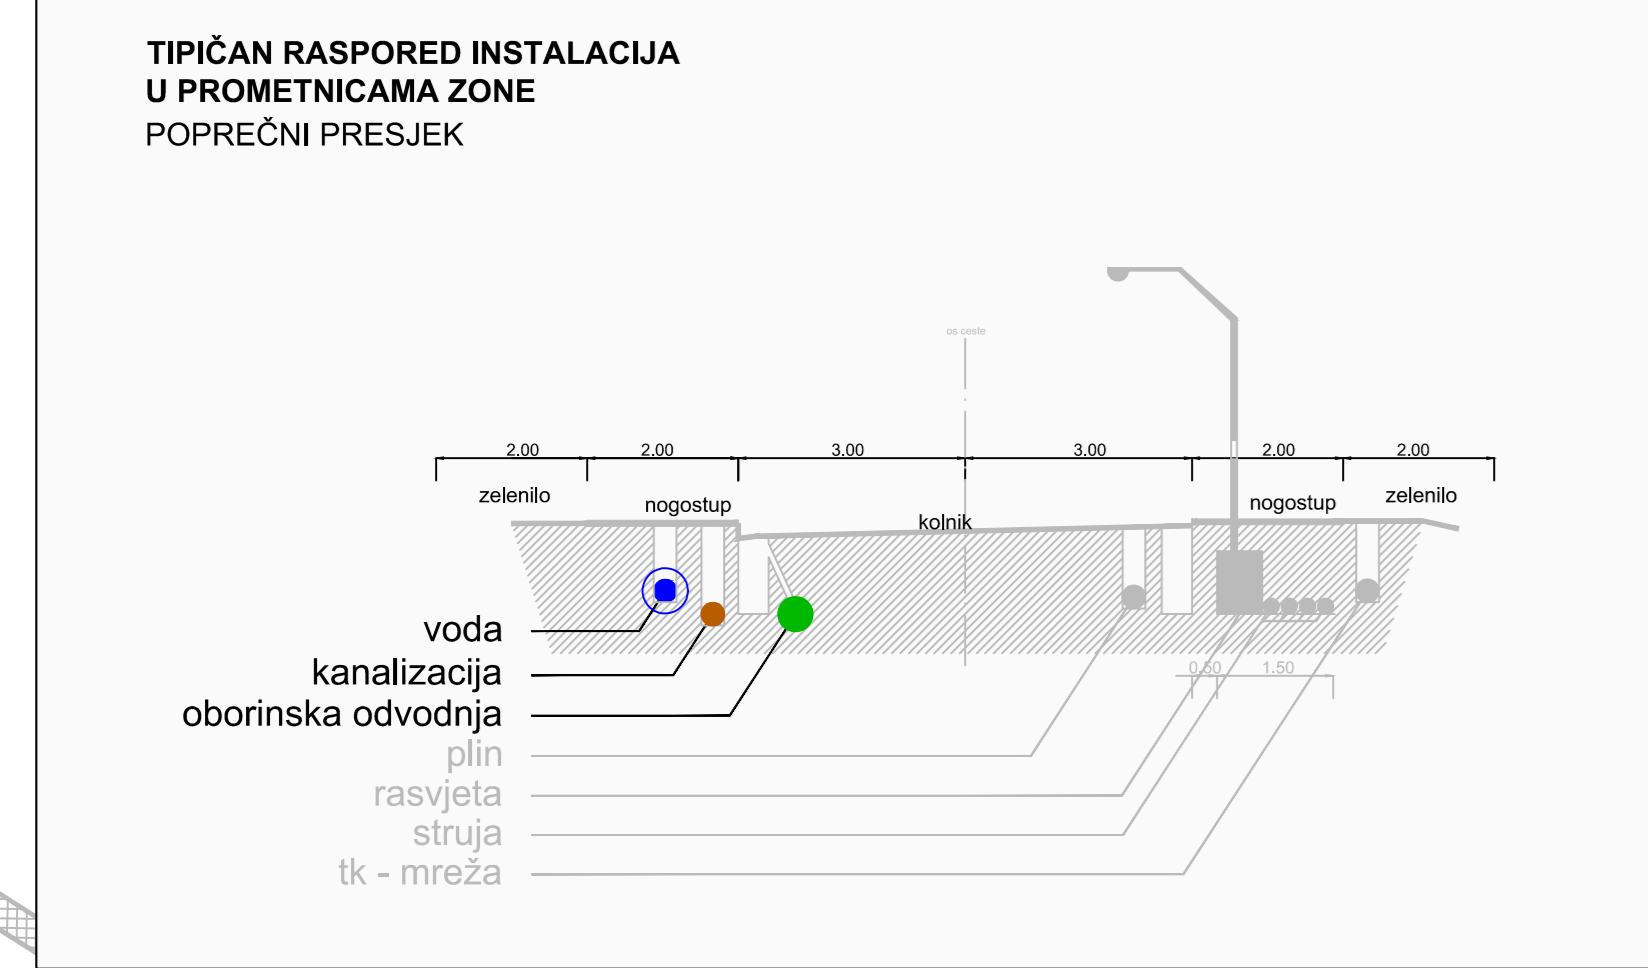 TIPIČAN RASPORED INSTALACIJA
U PROMETNICAMA ZONE
POPREČNI PRESJEK
os ceste
2.00 2.00 3.00 3.00 2.00 2.00
zelenilo nogostup kolnik nogostup zelenilo
voda
kanalizacija
0.50 1.50
oborinska odvodnja
plin
rasvjeta
struja
tk - mreža